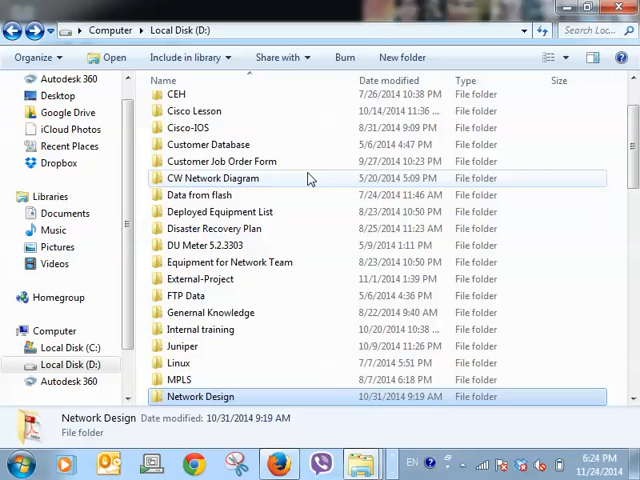 Computer Local Disk (D:)
Search Loc...
Organize Open Include in library Share with Burn New folder
Name Date modified Type Size
Autodesk 360
Desktop
Google Drive
iCloud Photos
Recent Places
Dropbox
Libraries
Documents
Music
Pictures
Videos
Homegroup
Computer
Local Disk (C:)
Local Disk (D:)
Autodesk 360
CEH 7/26/2014 10:38 PM File folder
Cisco Lesson 10/14/2014 11:36 ... File folder
Cisco-IOS 8/31/2014 9:09 PM File folder
Customer Database 5/6/2014 4:47 PM File folder
Customer Job Order Form 9/27/2014 10:23 PM File folder
CW Network Diagram 5/20/2014 5:09 PM File folder
Data from flash 7/24/2014 11:46 AM File folder
Deployed Equipment List 8/23/2014 10:50 PM File folder
Disaster Recovery Plan 8/25/2014 11:23 AM File folder
DU Meter 5.2.3303 5/9/2014 1:11 PM File folder
Equipment for Network Team 8/23/2014 10:50 PM File folder
External-Project 11/1/2014 1:39 PM File folder
FTP Data 5/6/2014 4:36 PM File folder
Genernal Knowledge 8/22/2014 9:40 AM File folder
Internal training 10/20/2014 10:38 ... File folder
Juniper 10/9/2014 11:26 PM File folder
Linux 7/7/2014 5:51 PM File folder
MPLS 8/7/2014 6:18 PM File folder
Network Design 10/31/2014 9:19 AM File folder
Network Design Date modified: 10/31/2014 9:19 AM
File folder
EN 6:24 PM
11/24/2014